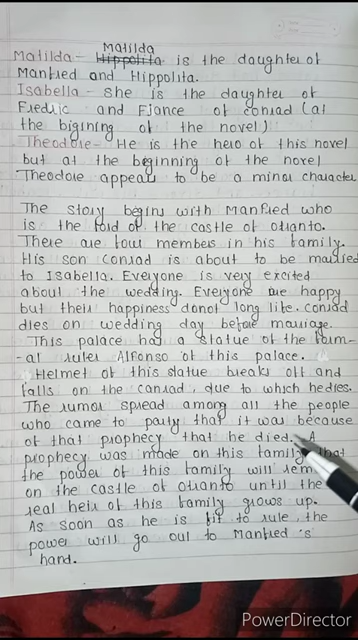 Matilda
Matilda - Hippolita is the daughter of
Manfred and Hippolita.
Isabella - She is the daughter of
Fredric and Fiance of conrad (at
the bigining of the novel)
Theodore - He is the hero of this novel
but at the beginning of the novel
Theodore appears to be a minor character
The story begins with Manfred who
is the lord of the castle of otranto.
There are four members in his family.
His son conrad is about to be married
to Isabella. Everyone is very excited
about the wedding. Everyone are happy
but their happiness donot long life. conrad
dies on wedding day before marriage.
This palace has a statue of the form-
-al ruler Alfonso of this palace.
Helmet of this statue breaks off and
falls on the canrad, due to which he dies.
The rumor spread among all the people
who came to party that it was because
of that prophecy that he died. A
prophecy was made on this family that
the power of this family will rem
on the castle of otranto until the
real heir of this family grows up.
As soon as he is fit to rule, the
power will go out to Manfred's
hand.
PowerDirector